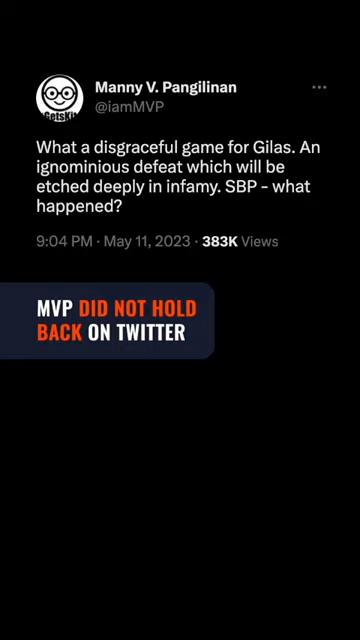 Manny V. Pangilinan
@iamMVP
What a disgraceful game for Gilas. An
ignominious defeat which will be
etched deeply in infamy. SBP - what
happened?
9:04 PM · May 11, 2023 · 383K Views
MVP DID NOT HOLD
BACK ON TWITTER